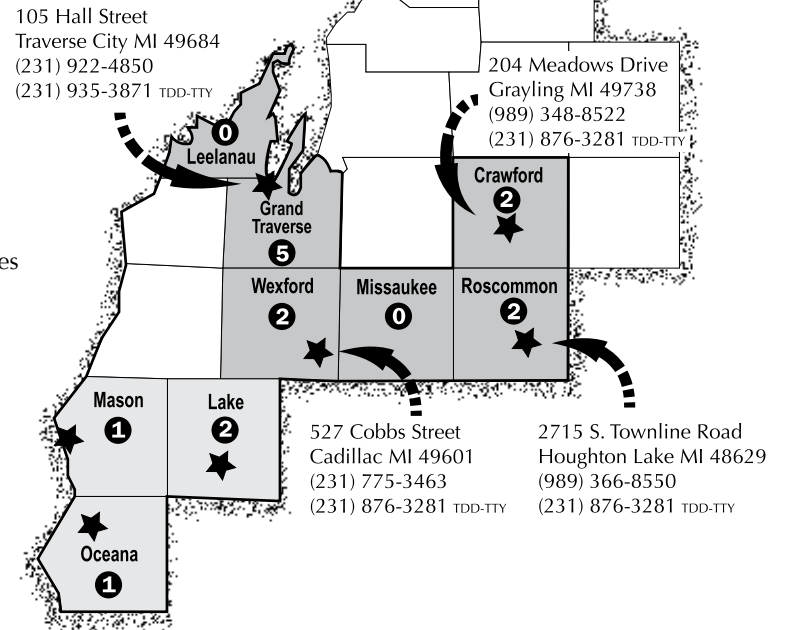 105 Hall Street
Traverse City MI 49684
(231) 922-4850
(231) 935-3871 TDD-TTY
204 Meadows Drive
Grayling MI 49738
(989) 348-8522
(231) 876-3281 TDD-TTY
0
Leelanau
Crawford
2
Grand
Traverse
5
es
Wexford
2
Missaukee
0
Roscommon
2
Mason
1
Lake
2
527 Cobbs Street
Cadillac MI 49601
(231) 775-3463
(231) 876-3281 TDD-TTY
2715 S. Townline Road
Houghton Lake MI 48629
(989) 366-8550
(231) 876-3281 TDD-TTY
Oceana
1